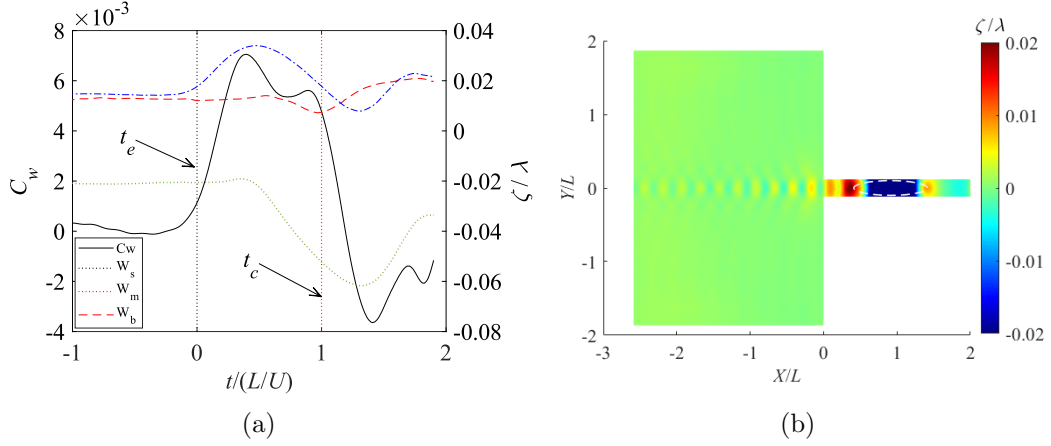 ×10⁻³
8
6
4
2
0
-2
-4
0.04
0.02
0
-0.02
-0.04
-0.06
-0.08
C_w
ζ / λ
t_e
t_c
Cw
W_s
W_m
W_b
-1
0
1
2
t/(L/U)
(a)
ζ / λ
2
1
0
-1
-2
Y/L
-3
-2
-1
0
1
2
X/L
0.02
0.01
0
-0.01
-0.02
(b)